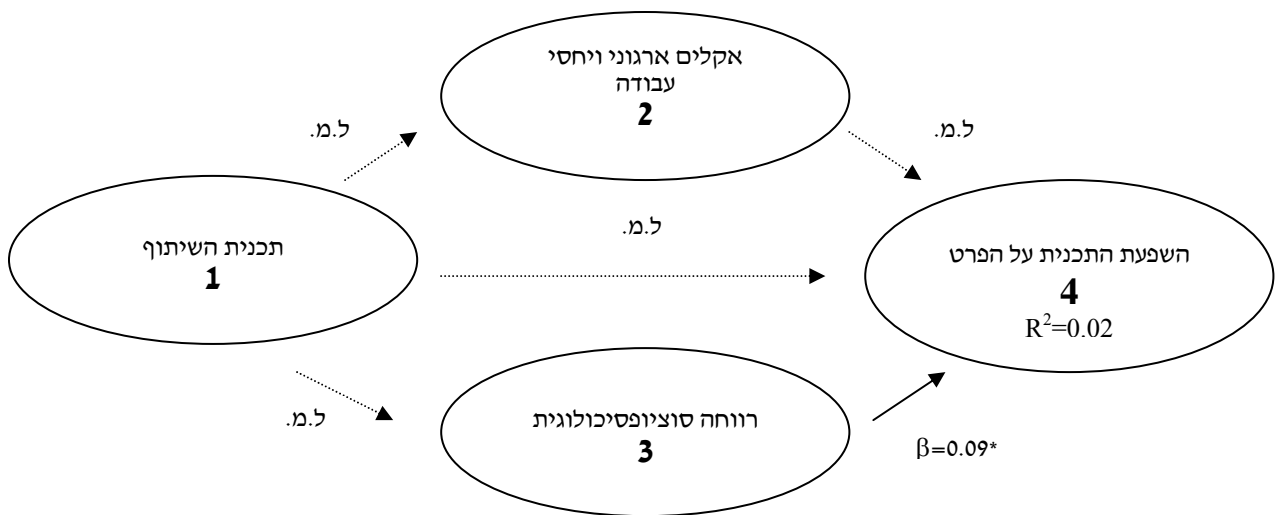 אקלים ארגוני ויחסי
עבודה
2
ל.מ.
ל.מ.
תכנית השיתוף
1
ל.מ.
השפעת התכנית על הפרט
4
R²=0.02
ל.מ.
רווחה סוציופסיכולוגית
3
β=0.09*